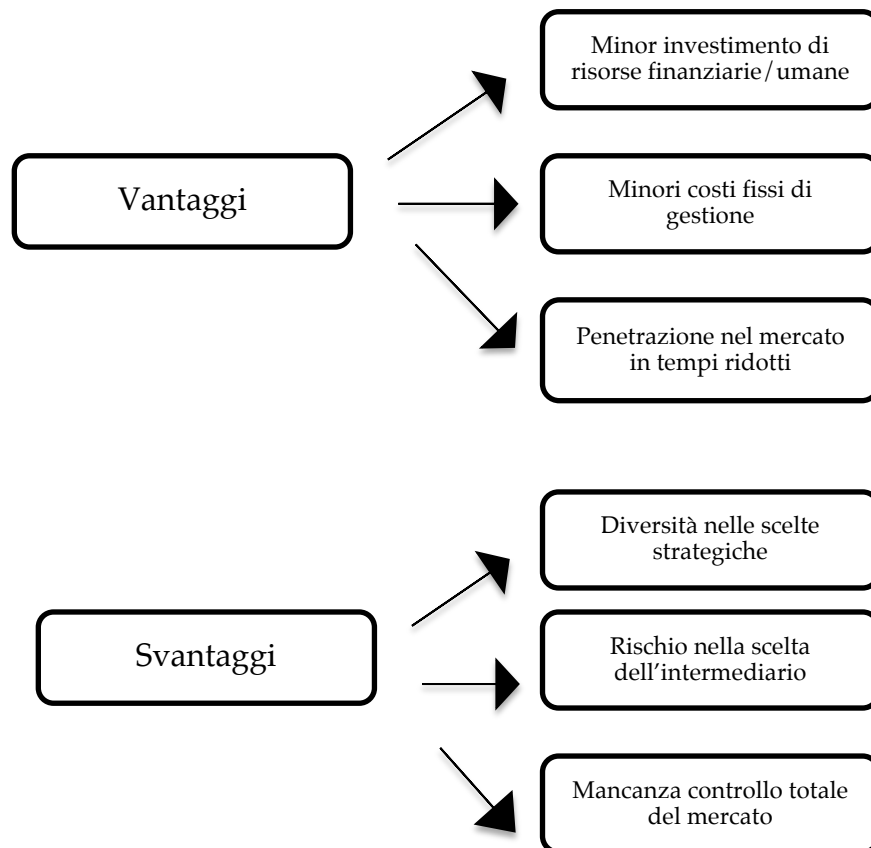 Vantaggi
Minor investimento di
risorse finanziarie/umane
Minori costi fissi di
gestione
Penetrazione nel mercato
in tempi ridotti
Svantaggi
Diversità nelle scelte
strategiche
Rischio nella scelta
dell’intermediario
Mancanza controllo totale
del mercato